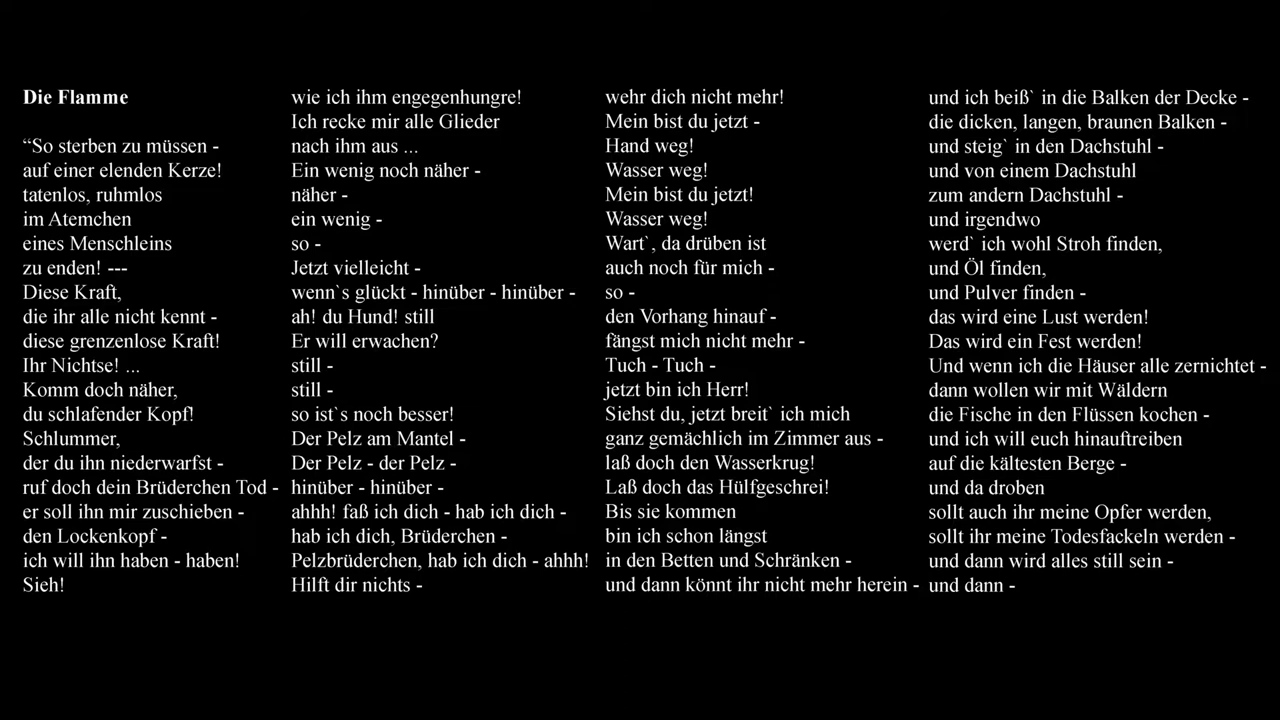 Die Flamme
“So sterben zu müssen -
auf einer elenden Kerze!
tatenlos, ruhmlos
im Atemchen
eines Menschleins
zu enden! ---
Diese Kraft,
die ihr alle nicht kennt -
diese grenzenlose Kraft!
Ihr Nichtse! ...
Komm doch näher,
du schlafender Kopf!
Schlummer,
der du ihn niederwarfst -
ruf doch dein Brüderchen Tod -
er soll ihn mir zuschieben -
den Lockenkopf -
ich will ihn haben - haben!
Sieh!
wie ich ihm engegenhungre!
Ich recke mir alle Glieder
nach ihm aus ...
Ein wenig noch näher -
näher -
ein wenig -
so -
Jetzt vielleicht -
wenn`s glückt - hinüber - hinüber -
ah! du Hund! still
Er will erwachen?
still -
still -
so ist`s noch besser!
Der Pelz am Mantel -
Der Pelz - der Pelz -
hinüber - hinüber -
ahhh! faß ich dich - hab ich dich -
hab ich dich, Brüderchen -
Pelzbrüderchen, hab ich dich - ahhh!
Hilft dir nichts -
wehr dich nicht mehr!
Mein bist du jetzt -
Hand weg!
Wasser weg!
Mein bist du jetzt!
Wasser weg!
Wart`, da drüben ist
auch noch für mich -
so -
den Vorhang hinauf -
fängst mich nicht mehr -
Tuch - Tuch -
jetzt bin ich Herr!
Siehst du, jetzt breit` ich mich
ganz gemächlich im Zimmer aus -
laß doch den Wasserkrug!
Laß doch das Hülfgeschrei!
Bis sie kommen
bin ich schon längst
in den Betten und Schränken -
und dann könnt ihr nicht mehr herein -
und ich beiß` in die Balken der Decke -
die dicken, langen, braunen Balken -
und steig` in den Dachstuhl -
und von einem Dachstuhl
zum andern Dachstuhl -
und irgendwo
werd` ich wohl Stroh finden,
und Öl finden,
und Pulver finden -
das wird eine Lust werden!
Das wird ein Fest werden!
Und wenn ich die Häuser alle zernichtet -
dann wollen wir mit Wäldern
die Fische in den Flüssen kochen -
und ich will euch hinauftreiben
auf die kältesten Berge -
und da droben
sollt auch ihr meine Opfer werden,
sollt ihr meine Todesfackeln werden -
und dann wird alles still sein -
und dann -